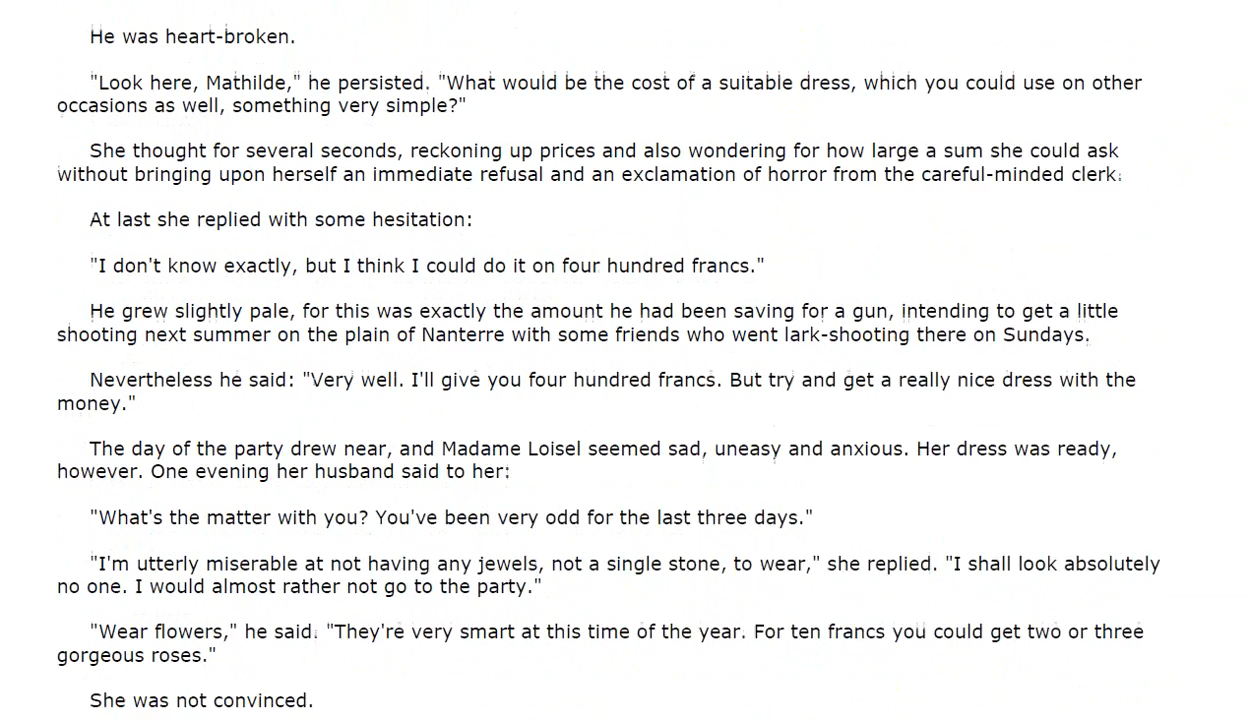 He was heart-broken.
"Look here, Mathilde," he persisted. "What would be the cost of a suitable dress, which you could use on other
occasions as well, something very simple?"
She thought for several seconds, reckoning up prices and also wondering for how large a sum she could ask
without bringing upon herself an immediate refusal and an exclamation of horror from the careful-minded clerk.
At last she replied with some hesitation:
"I don't know exactly, but I think I could do it on four hundred francs."
He grew slightly pale, for this was exactly the amount he had been saving for a gun, intending to get a little
shooting next summer on the plain of Nanterre with some friends who went lark-shooting there on Sundays.
Nevertheless he said: "Very well. I'll give you four hundred francs. But try and get a really nice dress with the
money."
The day of the party drew near, and Madame Loisel seemed sad, uneasy and anxious. Her dress was ready,
however. One evening her husband said to her:
"What's the matter with you? You've been very odd for the last three days."
"I'm utterly miserable at not having any jewels, not a single stone, to wear," she replied. "I shall look absolutely
no one. I would almost rather not go to the party."
"Wear flowers," he said. "They're very smart at this time of the year. For ten francs you could get two or three
gorgeous roses."
She was not convinced.